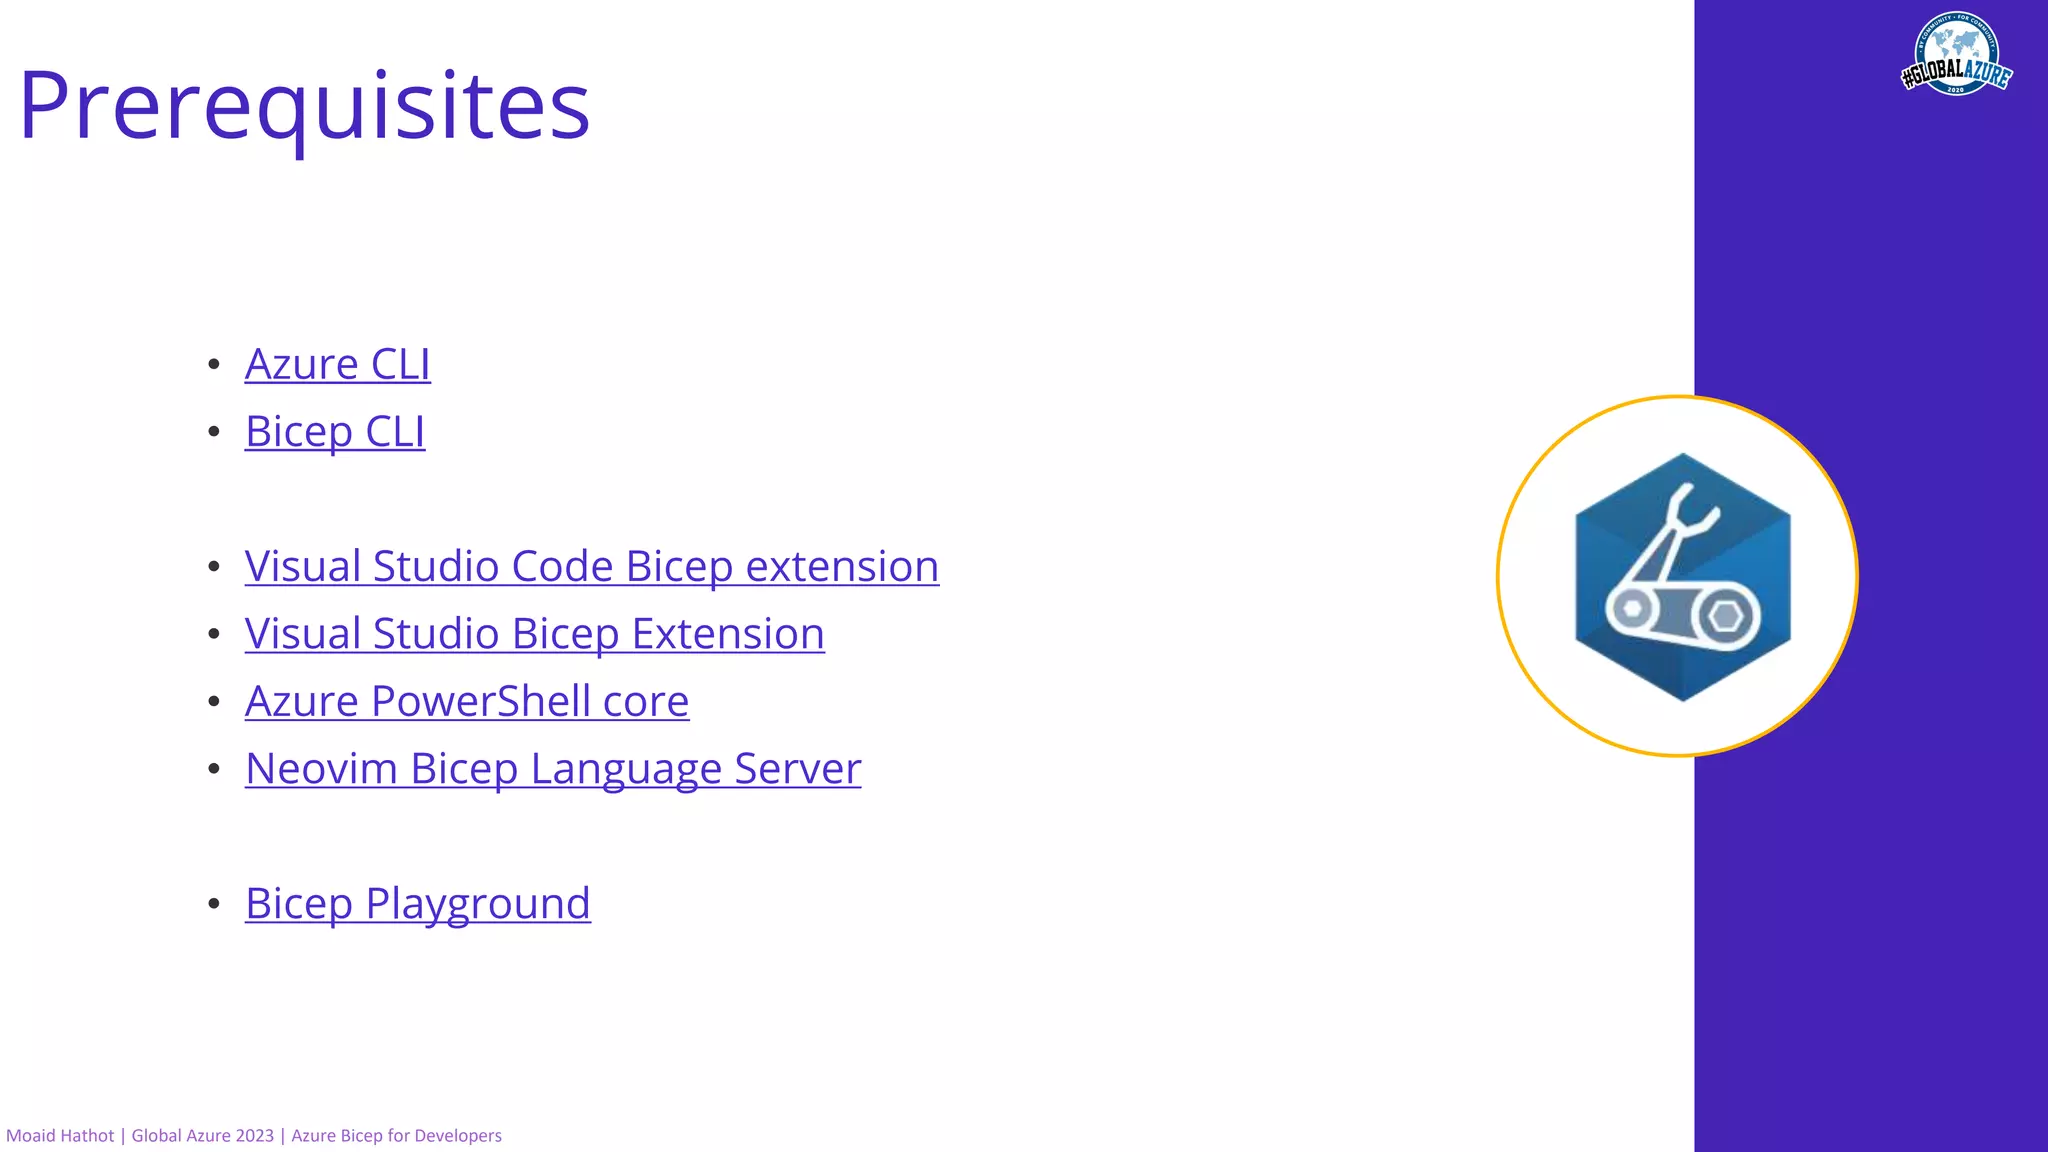 Prerequisites
BY COMMUNITY • FOR COMMUNITY
#GLOBALAZURE
2020
• Azure CLI
• Bicep CLI
• Visual Studio Code Bicep extension
• Visual Studio Bicep Extension
• Azure PowerShell core
• Neovim Bicep Language Server
• Bicep Playground
Moaid Hathot | Global Azure 2023 | Azure Bicep for Developers